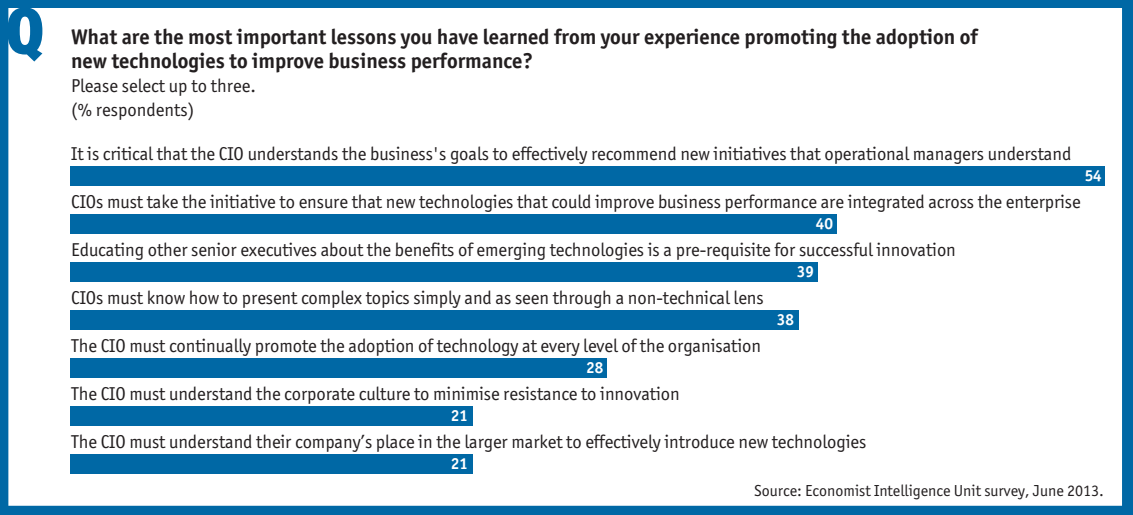 Q
What are the most important lessons you have learned from your experience promoting the adoption of
new technologies to improve business performance?
Please select up to three.
(% respondents)
It is critical that the CIO understands the business's goals to effectively recommend new initiatives that operational managers understand
54
CIOs must take the initiative to ensure that new technologies that could improve business performance are integrated across the enterprise
40
Educating other senior executives about the benefits of emerging technologies is a pre-requisite for successful innovation
39
CIOs must know how to present complex topics simply and as seen through a non-technical lens
38
The CIO must continually promote the adoption of technology at every level of the organisation
28
The CIO must understand the corporate culture to minimise resistance to innovation
21
The CIO must understand their company’s place in the larger market to effectively introduce new technologies
21
Source: Economist Intelligence Unit survey, June 2013.